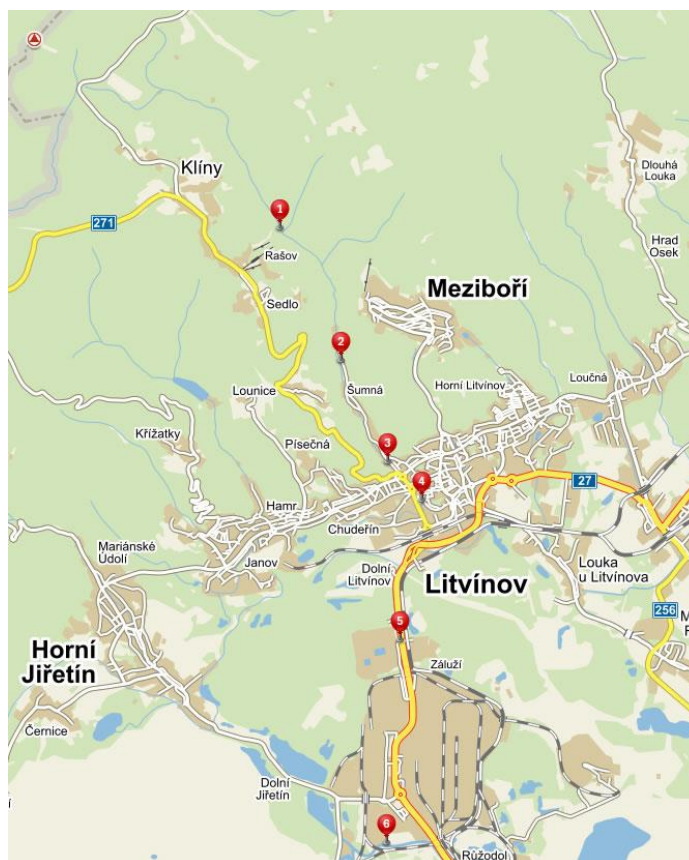 Klíny
Dlouhá
Louka
1
271
Hrad
Osek
Rašov
Meziboří
Sedlo
2
Loučná
Horní Litvínov
Lounice
Šumná
Křížatky
Písečná
3
4
27
Hamr
Chudeřín
Mariánské
Údolí
Janov
Dolní
Litvínov
Litvínov
Louka
u Litvínova
256
5
Horní
Jiřetín
Záluží
Černice
Dolní
Jiřetín
6
Růžodol